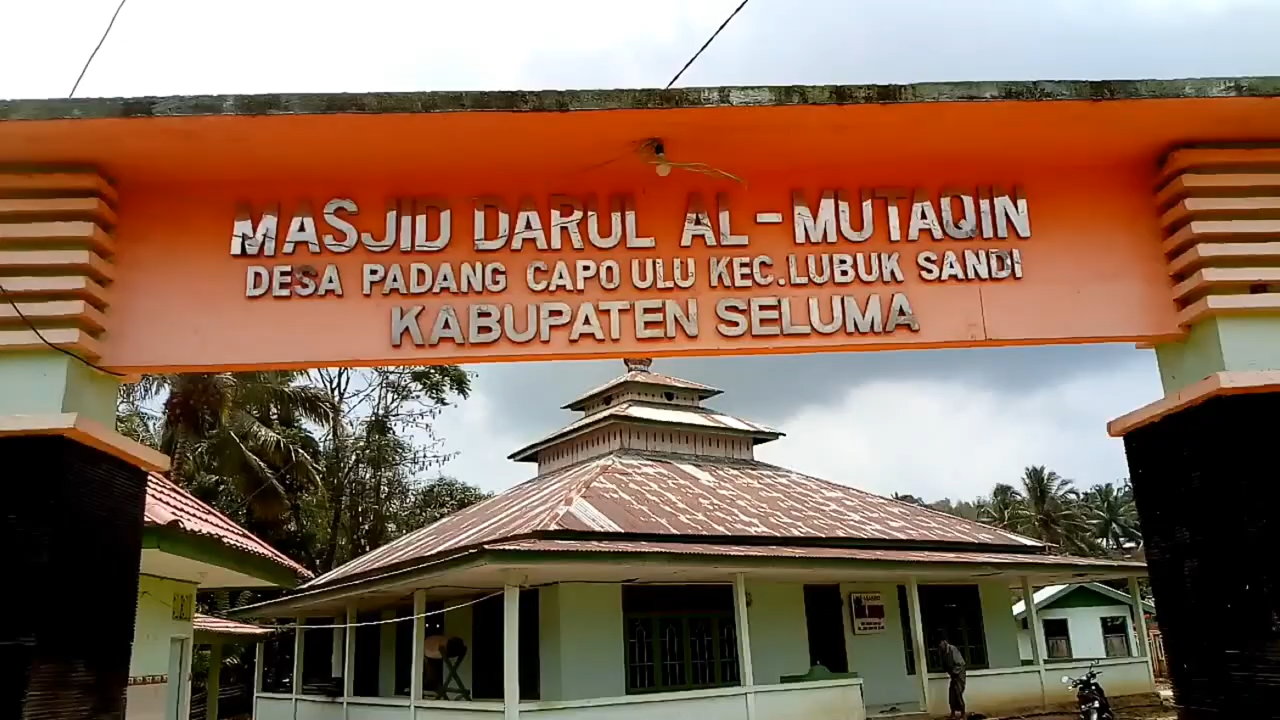 MASJID DARUL AL-MUTAQIN
DESA PADANG CAPO ULU KEC.LUBUK SANDI
KABUPATEN SELUMA